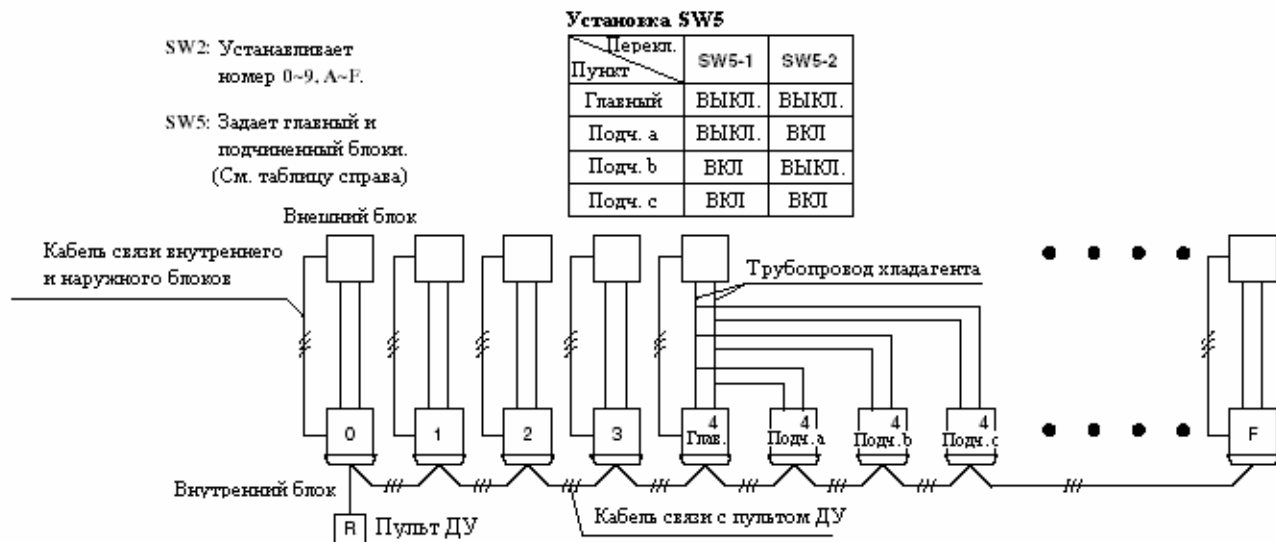 Установка SW5
SW2: Устанавливает
номер 0~9, A~F.
SW5: Задает главный и
подчиненный блоки.
(См. таблицу справа)
Перекл.
Пункт
SW5-1 SW5-2
Главный ВЫКЛ. ВЫКЛ.
Подч. a ВЫКЛ. ВКЛ
Подч. b ВКЛ ВЫКЛ.
Подч. c ВКЛ ВКЛ
Внешний блок
Кабель связи внутреннего
и наружного блоков
Трубопровод хладагента
0 1 2 3 4 4 4 4 F
Глав. Подч. a Подч. b Подч. c
Внутренний блок
R Пульт ДУ
Кабель связи с пультом ДУ